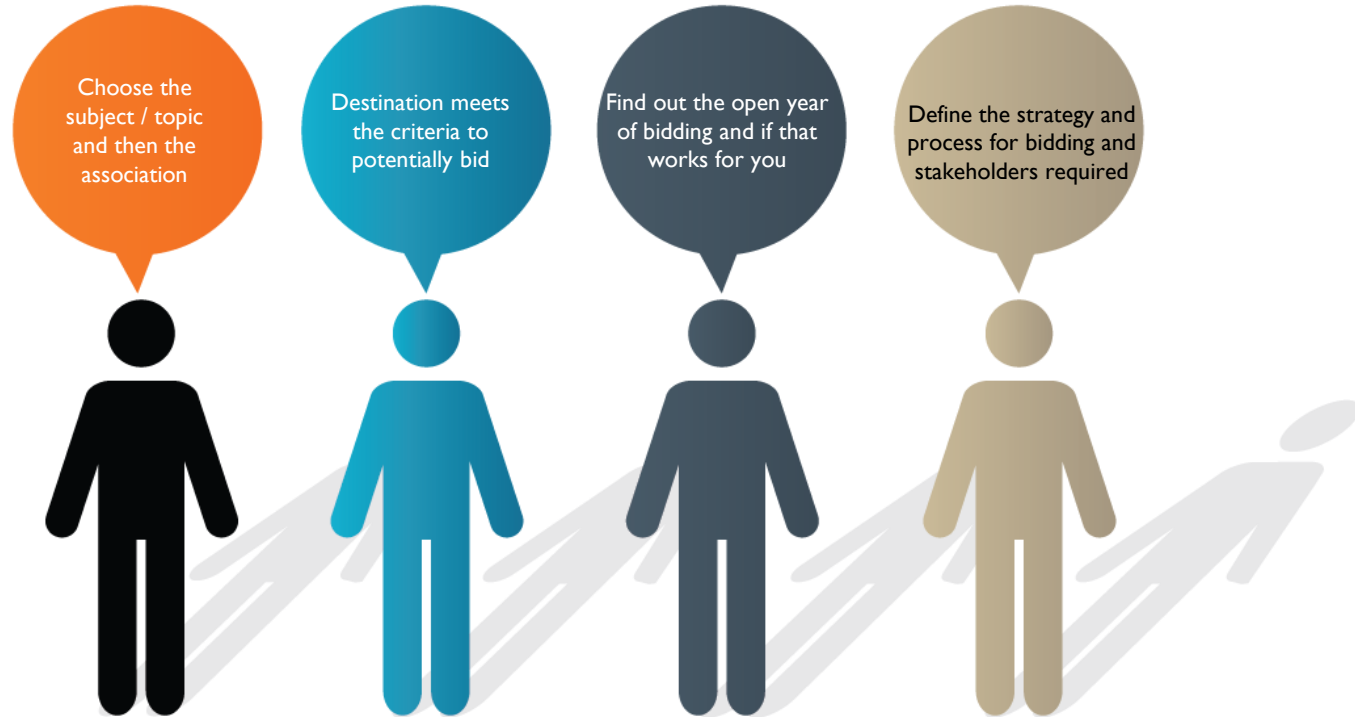 Choose the
subject / topic
and then the
association
Destination meets
the criteria to
potentially bid
Find out the open year
of bidding and if that
works for you
Define the strategy and
process for bidding and
stakeholders required